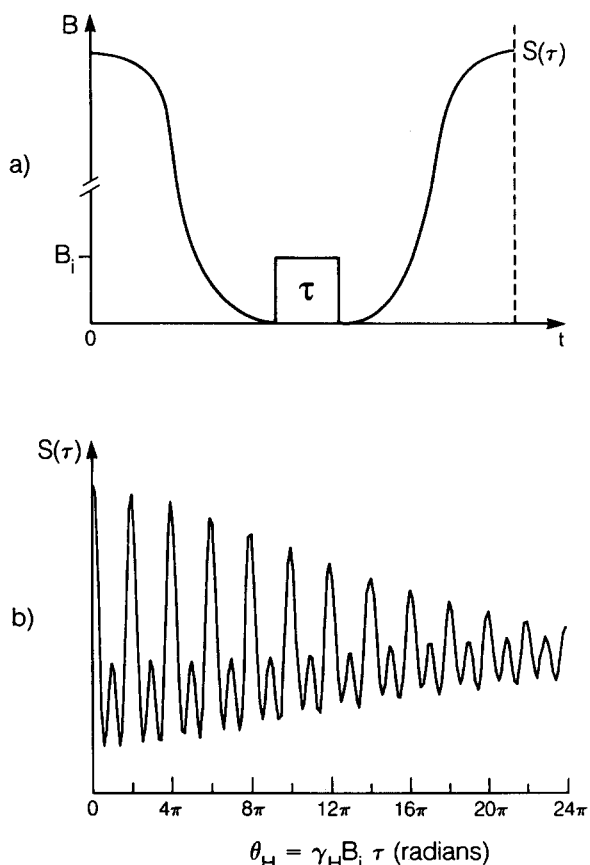 B
S(τ)
a)
B_i
τ
0
t
S(τ)
b)
0
4π
8π
12π
16π
20π
24π
θ_H = γ_H B_i τ (radians)